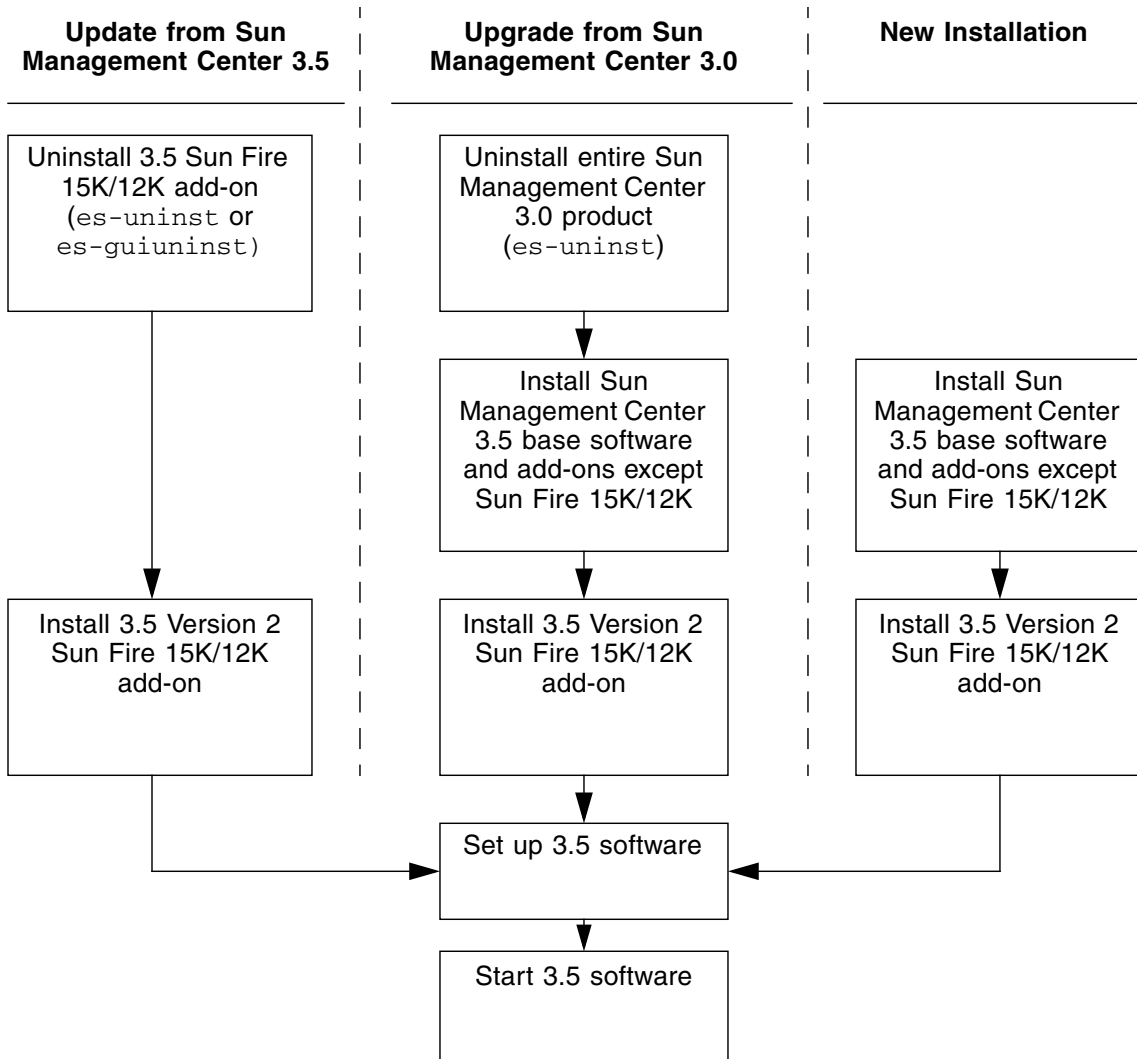 Update from Sun
Management Center 3.5
Upgrade from Sun
Management Center 3.0
New Installation
Uninstall 3.5 Sun Fire
15K/12K add-on
(es-uninst or
es-guiuninst)
Uninstall entire Sun
Management Center
3.0 product
(es-uninst)
Install Sun
Management Center
3.5 base software
and add-ons except
Sun Fire 15K/12K
Install Sun
Management Center
3.5 base software
and add-ons except
Sun Fire 15K/12K
Install 3.5 Version 2
Sun Fire 15K/12K
add-on
Install 3.5 Version 2
Sun Fire 15K/12K
add-on
Install 3.5 Version 2
Sun Fire 15K/12K
add-on
Set up 3.5 software
Start 3.5 software